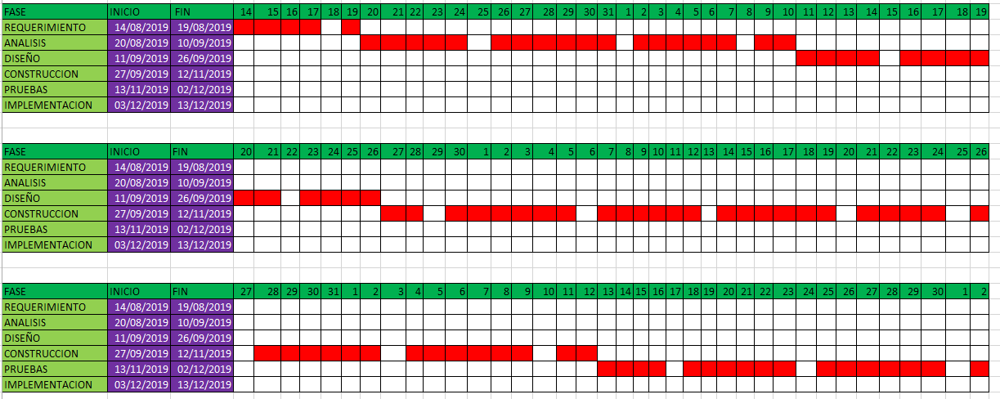 FASE INICIO FIN 14 15 16 17 18 19 20 21 22 23 24 25 26 27 28 29 30 31 1 2 3 4 5 6 7 8 9 10 11 12 13 14 15 16 17 18 19
REQUERIMIENTO 14/08/2019 19/08/2019
ANALISIS 20/08/2019 10/09/2019
DISEÑO 11/09/2019 26/09/2019
CONSTRUCCION 27/09/2019 12/11/2019
PRUEBAS 13/11/2019 02/12/2019
IMPLEMENTACION 03/12/2019 13/12/2019
FASE INICIO FIN 20 21 22 23 24 25 26 27 28 29 30 1 2 3 4 5 6 7 8 9 10 11 12 13 14 15 16 17 18 19 20 21 22 23 24 25 26
REQUERIMIENTO 14/08/2019 19/08/2019
ANALISIS 20/08/2019 10/09/2019
DISEÑO 11/09/2019 26/09/2019
CONSTRUCCION 27/09/2019 12/11/2019
PRUEBAS 13/11/2019 02/12/2019
IMPLEMENTACION 03/12/2019 13/12/2019
FASE INICIO FIN 27 28 29 30 31 1 2 3 4 5 6 7 8 9 10 11 12 13 14 15 16 17 18 19 20 21 22 23 24 25 26 27 28 29 30 1 2
REQUERIMIENTO 14/08/2019 19/08/2019
ANALISIS 20/08/2019 10/09/2019
DISEÑO 11/09/2019 26/09/2019
CONSTRUCCION 27/09/2019 12/11/2019
PRUEBAS 13/11/2019 02/12/2019
IMPLEMENTACION 03/12/2019 13/12/2019